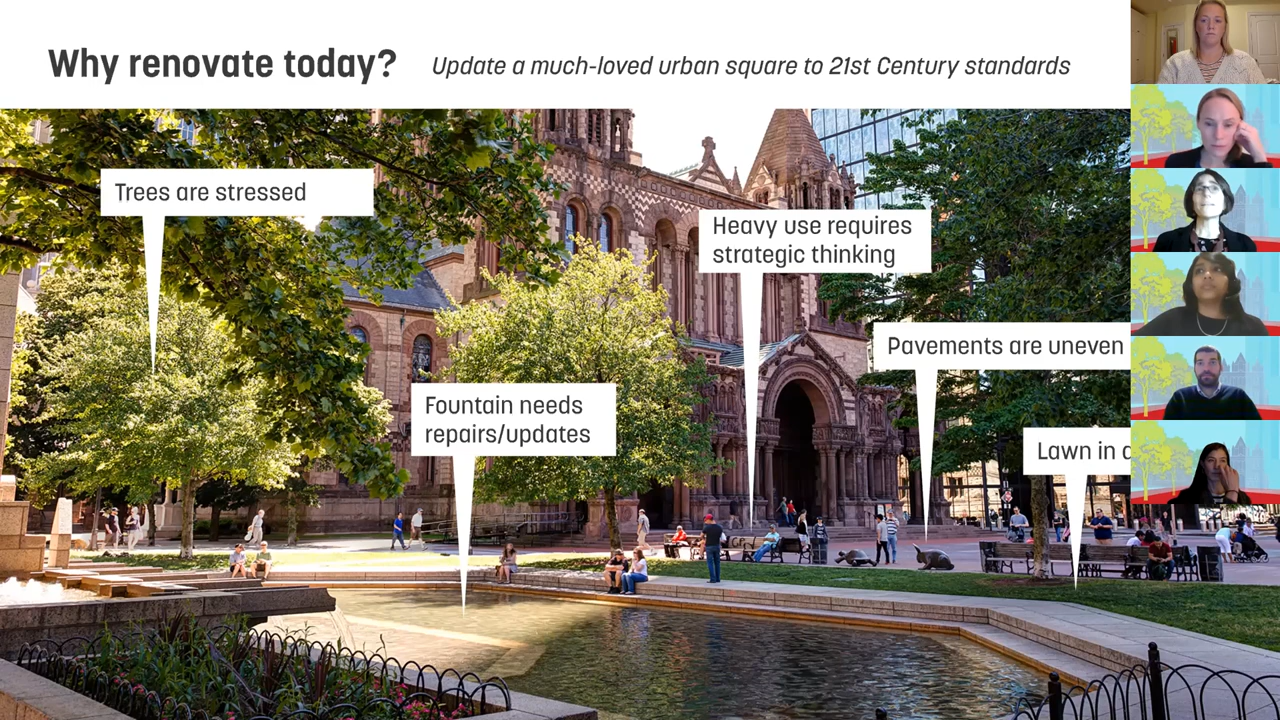 Why renovate today?
Update a much-loved urban square to 21st Century standards
Trees are stressed
Heavy use requires
strategic thinking
Pavements are uneven
Fountain needs
repairs/updates
Lawn in